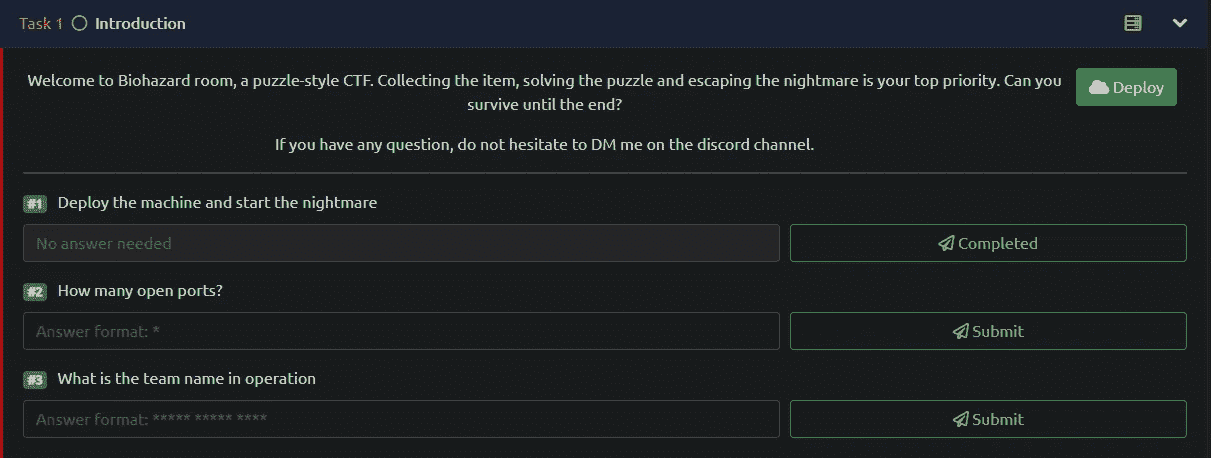 Task 1 Introduction
Welcome to Biohazard room, a puzzle-style CTF. Collecting the item, solving the puzzle and escaping the nightmare is your top priority. Can you
survive until the end?
Deploy
If you have any question, do not hesitate to DM me on the discord channel.
#1 Deploy the machine and start the nightmare
No answer needed
Completed
#2 How many open ports?
Answer format: *
Submit
#3 What is the team name in operation
Answer format: ***** ***** ****
Submit